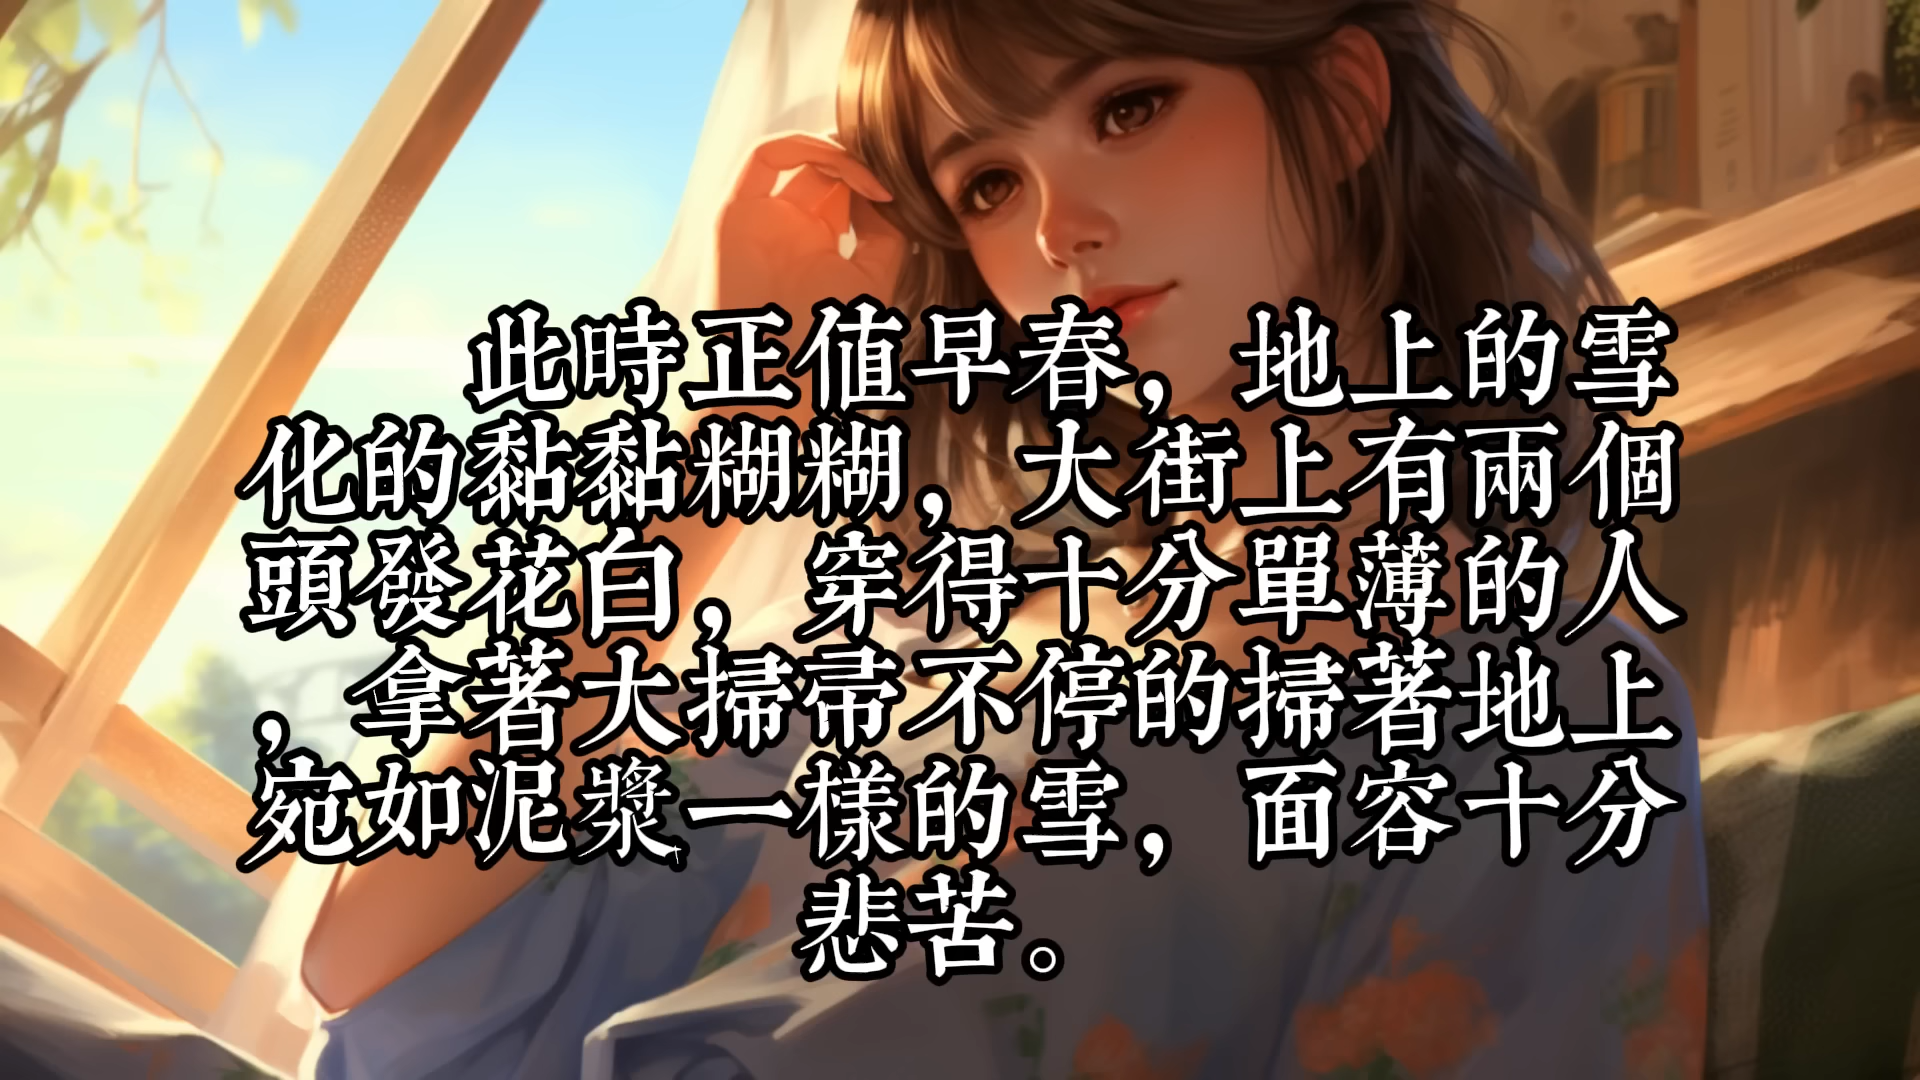 此時正值早春，地上的雪
化的黏黏糊糊，大街上有兩個
頭發花白，穿得十分單薄的人
，拿著大掃帚不停的掃著地上
宛如泥漿一樣的雪，面容十分
悲苦。